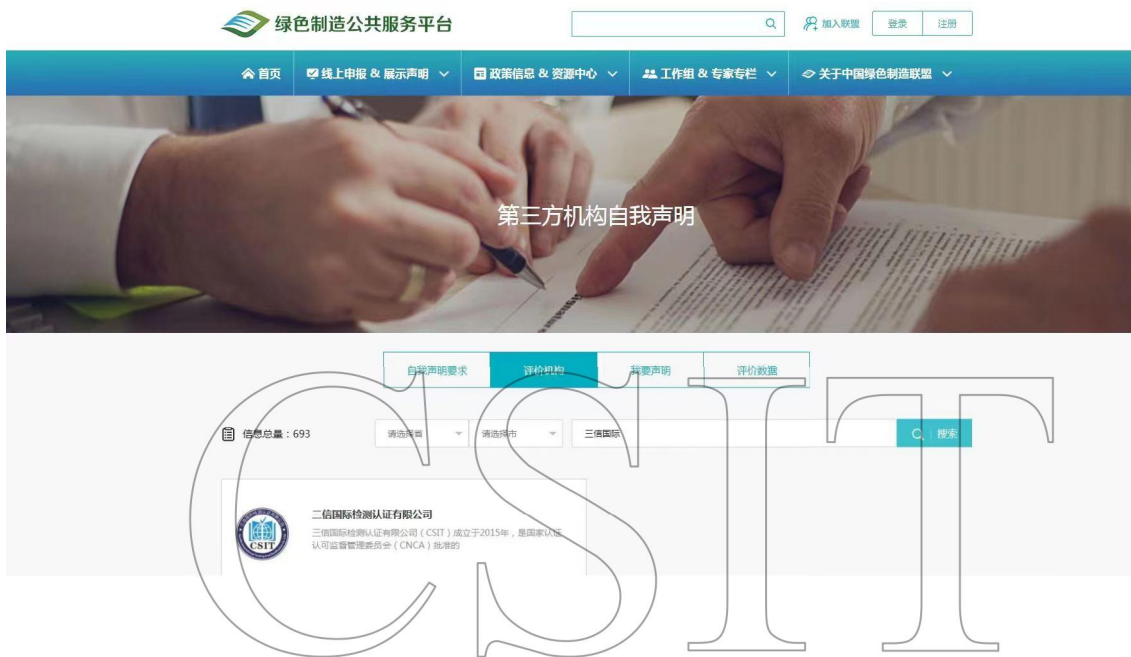 绿色制造公共服务平台
加入联盟 登录 注册
首页 线上申报 & 展示声明 政策信息 & 资源中心 工作组 & 专家专栏 关于中国绿色制造联盟
第三方机构自我声明
自我声明要求 评价机构 我要声明 评价数据
信息总量：693 请选择省 请选择市 三信国际 搜索
二信国际检测认证有限公司
三信国际检测认证有限公司（CSIT）成立于2015年，是国家认证
认可监督管理委员会（CNCA）批准的
CSIT
CSIT